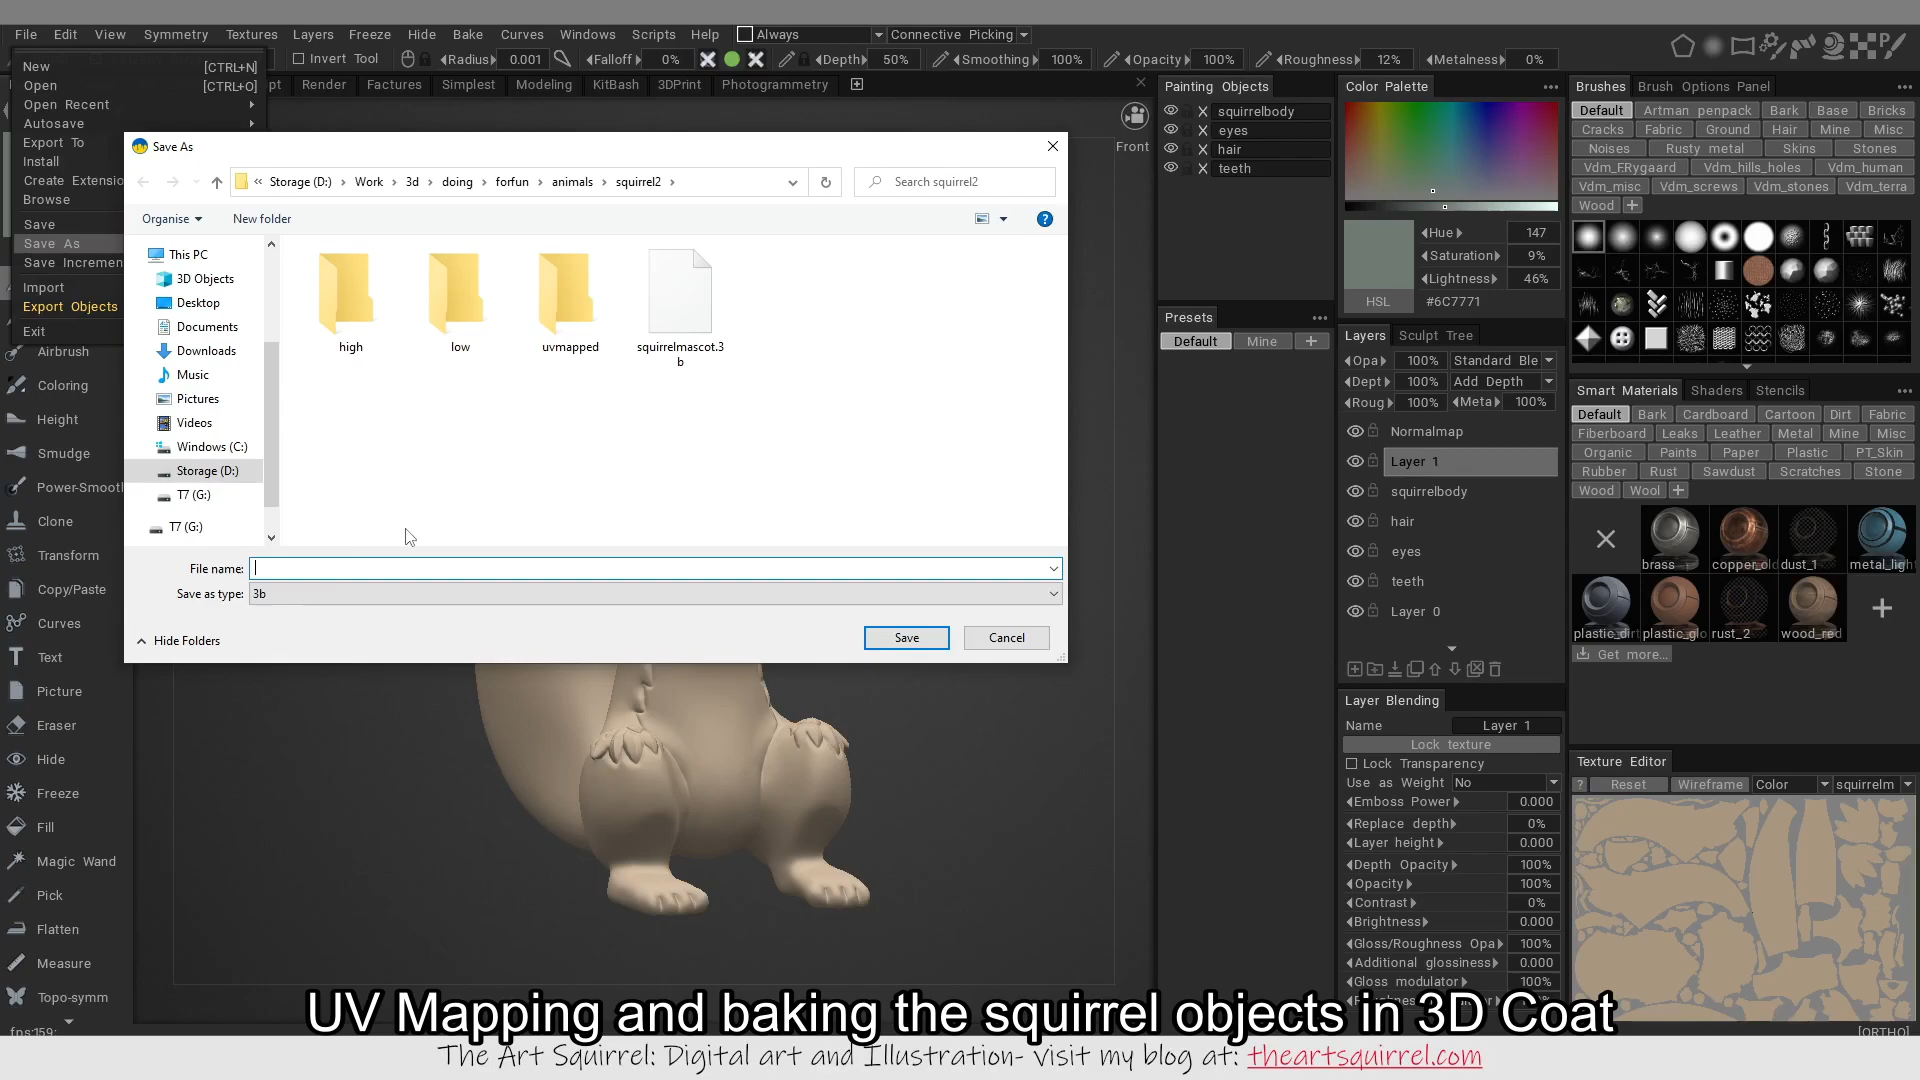 File Edit View Symmetry Textures Layers Freeze Hide Bake Curves Windows Scripts Help Always Connective Picking
Invert Tool Radius 0.001 Falloff 0% Depth 50% Smoothing 100% Opacity 100% Roughness 12% Metalness 0%
New [CTRL+N]
Open [CTRL+O]
Open Recent
Autosave
Export To
Install
Create Extensio
Browse
Save
Save As
Save Incremen
Import
Export Objects
Exit
pt Render Factures Simplest Modeling KitBash 3DPrint Photogrammetry
Front
Save As
Storage (D:) Work 3d doing forfun animals squirrel2
Search squirrel2
Organise New folder
This PC
3D Objects
Desktop
Documents
Downloads
Music
Pictures
Videos
Windows (C:)
Storage (D:)
T7 (G:)
T7 (G:)
high low uvmapped squirrelmascot.3
b
File name:
Save as type: 3b
Hide Folders
Save Cancel
Airbrush
Coloring
Height
Smudge
Power-Smoot
Clone
Transform
Copy/Paste
Curves
Text
Picture
Eraser
Hide
Freeze
Fill
Magic Wand
Pick
Flatten
Measure
Topo-symm
fps:159:
Painting Objects
squirrelbody
eyes
hair
teeth
Presets
Default Mine +
Color Palette
Hue 147
Saturation 9%
Lightness 46%
HSL #6C7771
Layers Sculpt Tree
Opa 100% Standard Ble
Dept 100% Add Depth
Roug 100% Meta 100%
Normalmap
Layer 1
squirrelbody
hair
eyes
teeth
Layer 0
Layer Blending
Name Layer 1
Lock texture
Lock Transparency
Use as Weight No
Emboss Power 0.000
Replace depth 0%
Layer height 0.000
Depth Opacity 100%
Opacity 100%
Contrast 0%
Brightness 0.000
Gloss/Roughness Opa 100%
Additional glossiness 0.000
Gloss modulator 100%
Brushes Brush Options Panel
Default Artman penpack Bark Base Bricks
Cracks Fabric Ground Hair Mine Misc
Noises Rusty metal Skins Stones
Vdm_F.Rygaard Vdm_hills_holes Vdm_human
Vdm_misc Vdm_screws Vdm_stones Vdm_terra
Wood +
Smart Materials Shaders Stencils
Default Bark Cardboard Cartoon Dirt Fabric
Fiberboard Leaks Leather Metal Mine Misc
Organic Paints Paper Plastic PT_Skin
Rubber Rust Sawdust Scratches Stone
Wood Wool +
brass copper_old dust_1 metal_ligh
plastic_dirt plastic_glo rust_2 wood_red
Get more...
Texture Editor
? Reset Wireframe Color squirrelm
[ORTHO]
UV Mapping and baking the squirrel objects in 3D Coat
The Art Squirrel: Digital art and Illustration- visit my blog at: theartsquirrel.com